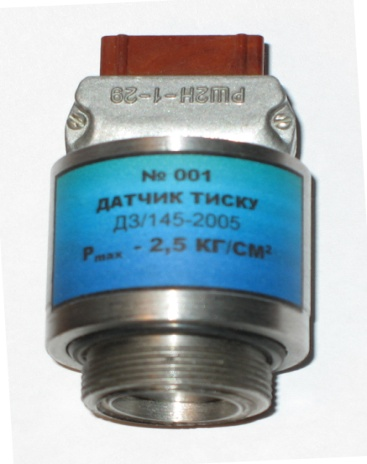 РШ2Н-1-29
№ 001
ДАТЧИК ТИСКУ
ДЗ/145-2005
Pmax - 2,5 КГ/СМ²